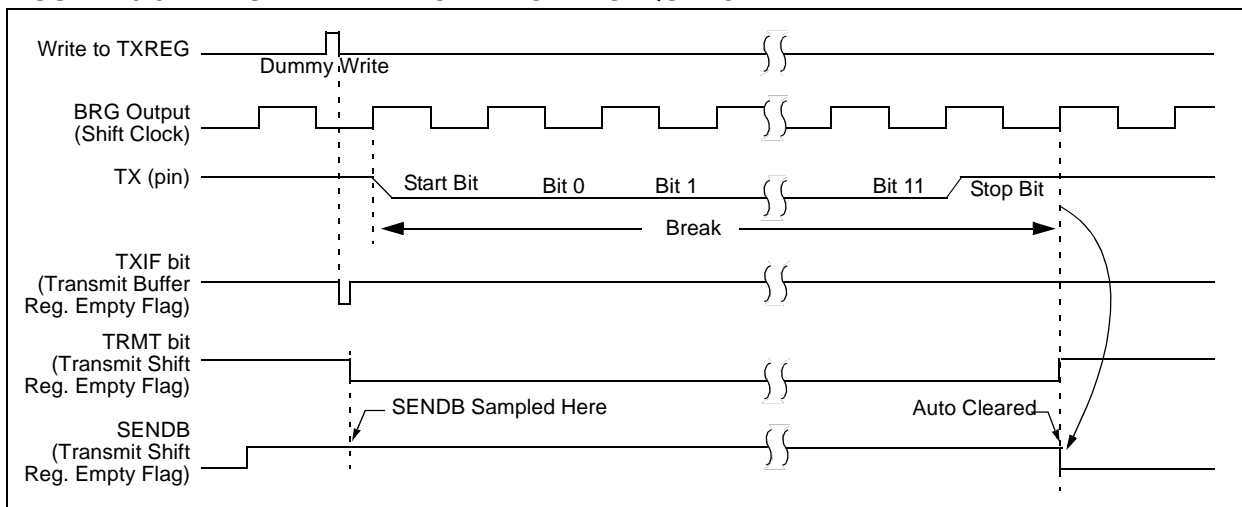 Write to TXREG
Dummy Write
BRG Output
(Shift Clock)
TX (pin)
Start Bit
Bit 0
Bit 1
Bit 11
Stop Bit
Break
TXIF bit
(Transmit Buffer
Reg. Empty Flag)
TRMT bit
(Transmit Shift
Reg. Empty Flag)
SENDB Sampled Here
Auto Cleared
SENDB
(Transmit Shift
Reg. Empty Flag)